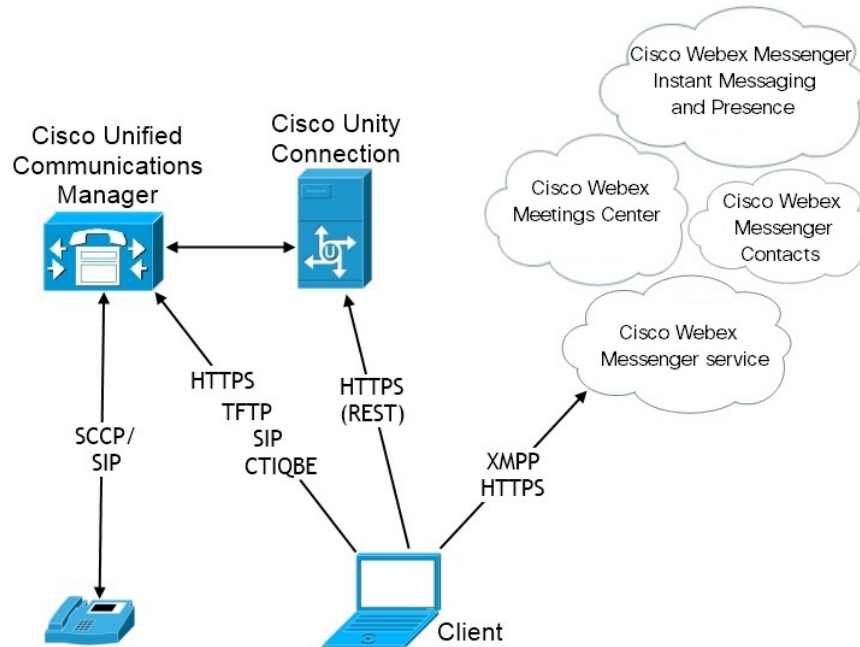 Cisco Unified
Communications
Manager
Cisco Unity
Connection
Cisco Webex Messenger
Instant Messaging
and Presence
Cisco Webex
Meetings Center
Cisco Webex
Messenger
Contacts
Cisco Webex
Messenger service
U
HTTPS
TFTP
SIP
CTIQBE
HTTPS
(REST)
SCCP/
SIP
XMPP
HTTPS
Client